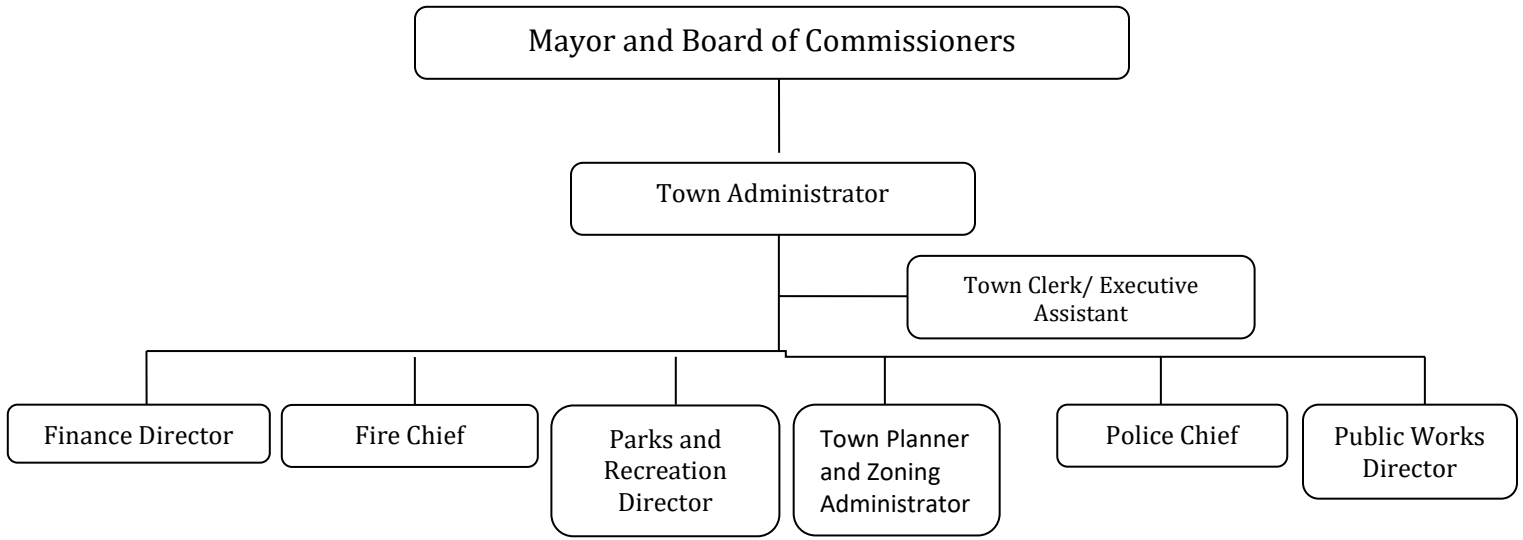 Mayor and Board of Commissioners
Town Administrator
Town Clerk/ Executive
Assistant
Finance Director
Fire Chief
Parks and
Recreation
Director
Town Planner
and Zoning
Administrator
Police Chief
Public Works
Director